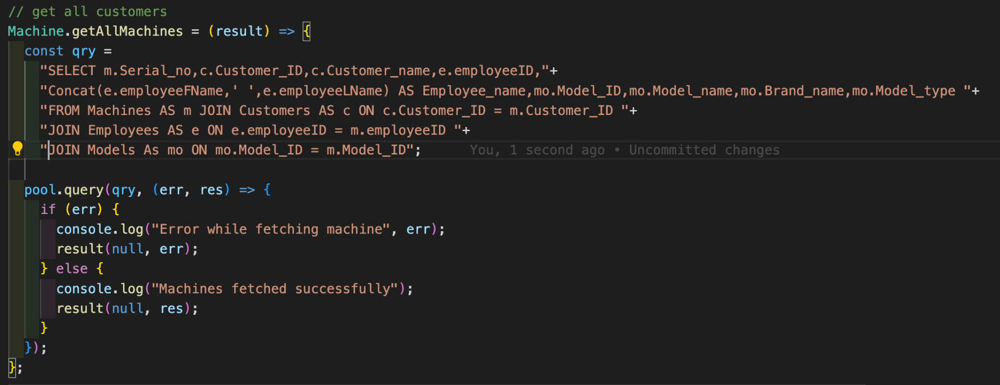 // get all customers
Machine.getAllMachines = (result) => {
const qry =
"SELECT m.Serial_no,c.Customer_ID,c.Customer_name,e.employeeID,"+
"Concat(e.employeeFName,' ',e.employeeLName) AS Employee_name,mo.Model_ID,mo.Model_name,mo.Brand_name,mo.Model_type "+
"FROM Machines AS m JOIN Customers AS c ON c.Customer_ID = m.Customer_ID "+
"JOIN Employees AS e ON e.employeeID = m.employeeID "+
"JOIN Models As mo ON mo.Model_ID = m.Model_ID"; You, 1 second ago • Uncommitted changes
pool.query(qry, (err, res) => {
if (err) {
console.log("Error while fetching machine", err);
result(null, err);
} else {
console.log("Machines fetched successfully");
result(null, res);
}
});
};